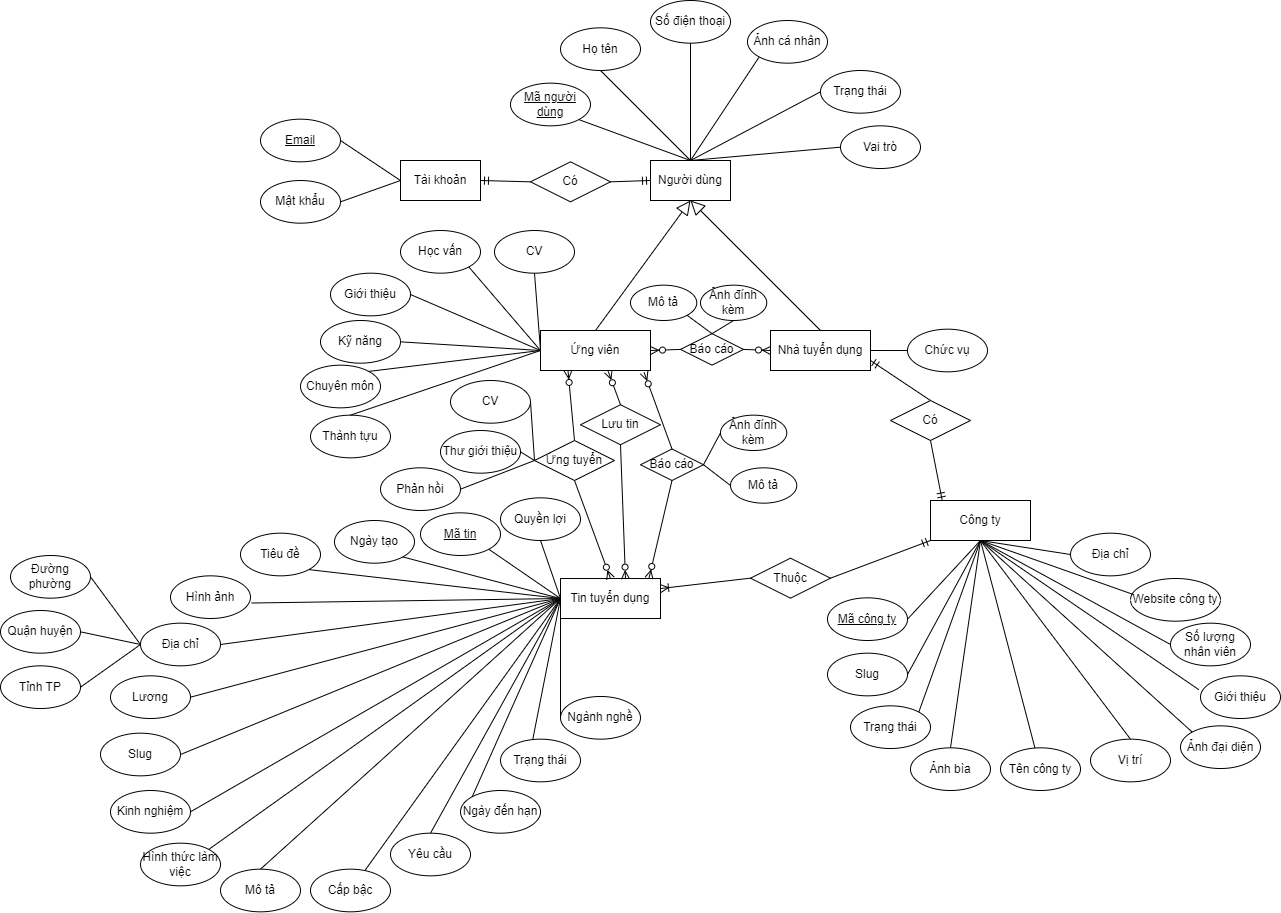 Số điện thoại
Họ tên
Ảnh cá nhân
Mã người
dùng
Trạng thái
Vai trò
Email
Mật khẩu
Tài khoản
Có
Người dùng
Học vấn
CV
Giới thiệu
Kỹ năng
Chuyên môn
Thành tựu
Mô tả
Ảnh đính
kèm
Ứng viên
Báo cáo
Nhà tuyển dụng
Chức vụ
CV
Thư giới thiệu
Phản hồi
Ứng tuyển
Lưu tin
Báo cáo
Ảnh đính
kèm
Mô tả
Có
Công ty
Quyền lợi
Mã tin
Ngày tạo
Tiêu đề
Hình ảnh
Đường
phường
Quận huyện
Tỉnh TP
Địa chỉ
Tin tuyển dụng
Thuộc
Lương
Slug
Kinh nghiệm
Hình thức làm
việc
Mô tả
Cấp bậc
Yêu cầu
Ngày đến hạn
Trạng thái
Ngành nghề
Địa chỉ
Website công ty
Số lượng
nhân viên
Giới thiệu
Ảnh đại diện
Vị trí
Tên công ty
Ảnh bìa
Trạng thái
Slug
Mã công ty